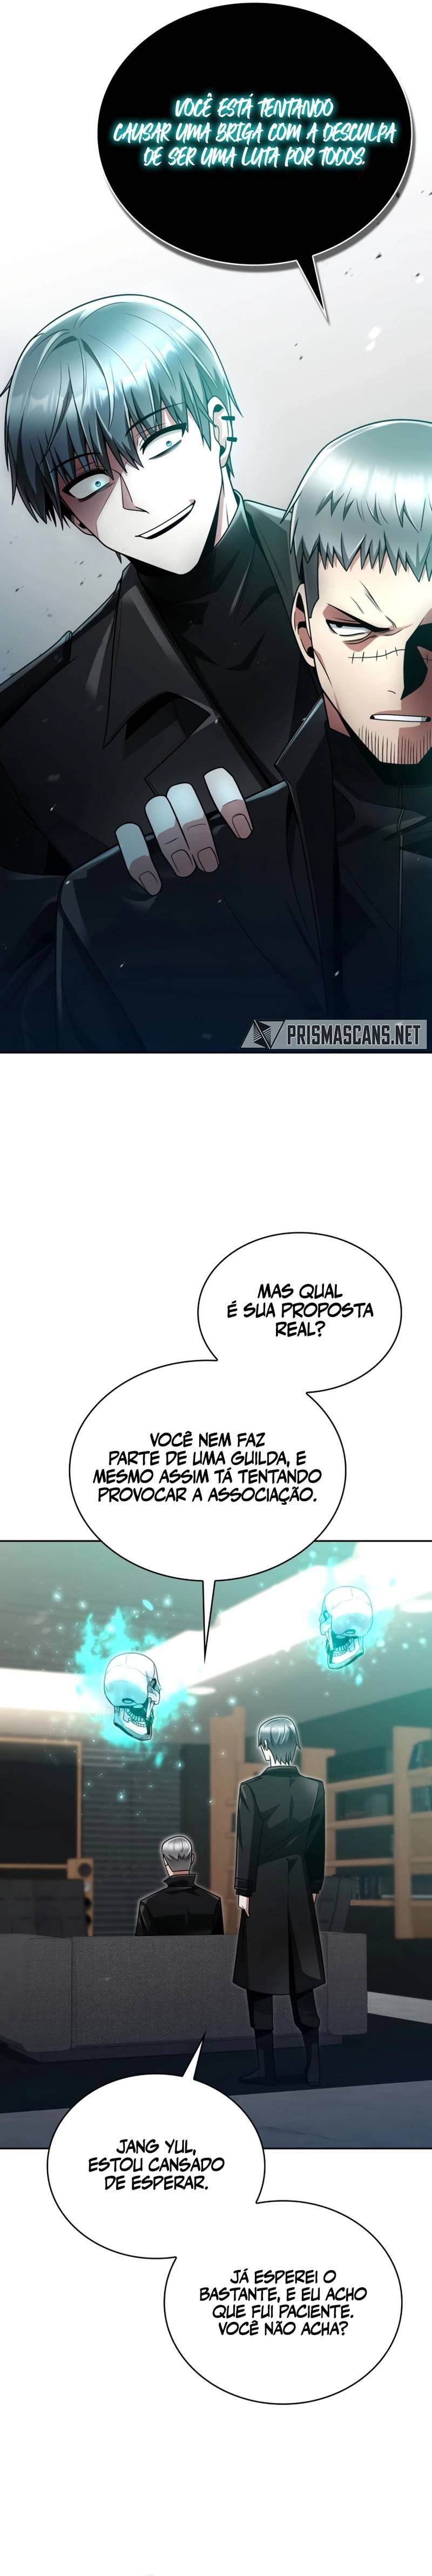 VOCÊ ESTÁ TENTANDO
CAUSAR UMA BRIGA COM A DESCULPA
DE SER UMA LUTA POR TODOS.
PRISMASCANS.NET
MAS QUAL
É SUA PROPOSTA
REAL?
VOCÊ NEM FAZ
PARTE DE UMA GUILDA, E
MESMO ASSIM TÁ TENTANDO
PROVOCAR A ASSOCIAÇÃO.
JANG YUL,
ESTOU CANSADO
DE ESPERAR.
JÁ ESPEREI O
BASTANTE, E EU ACHO
QUE FUI PACIENTE.
VOCÊ NÃO ACHA?